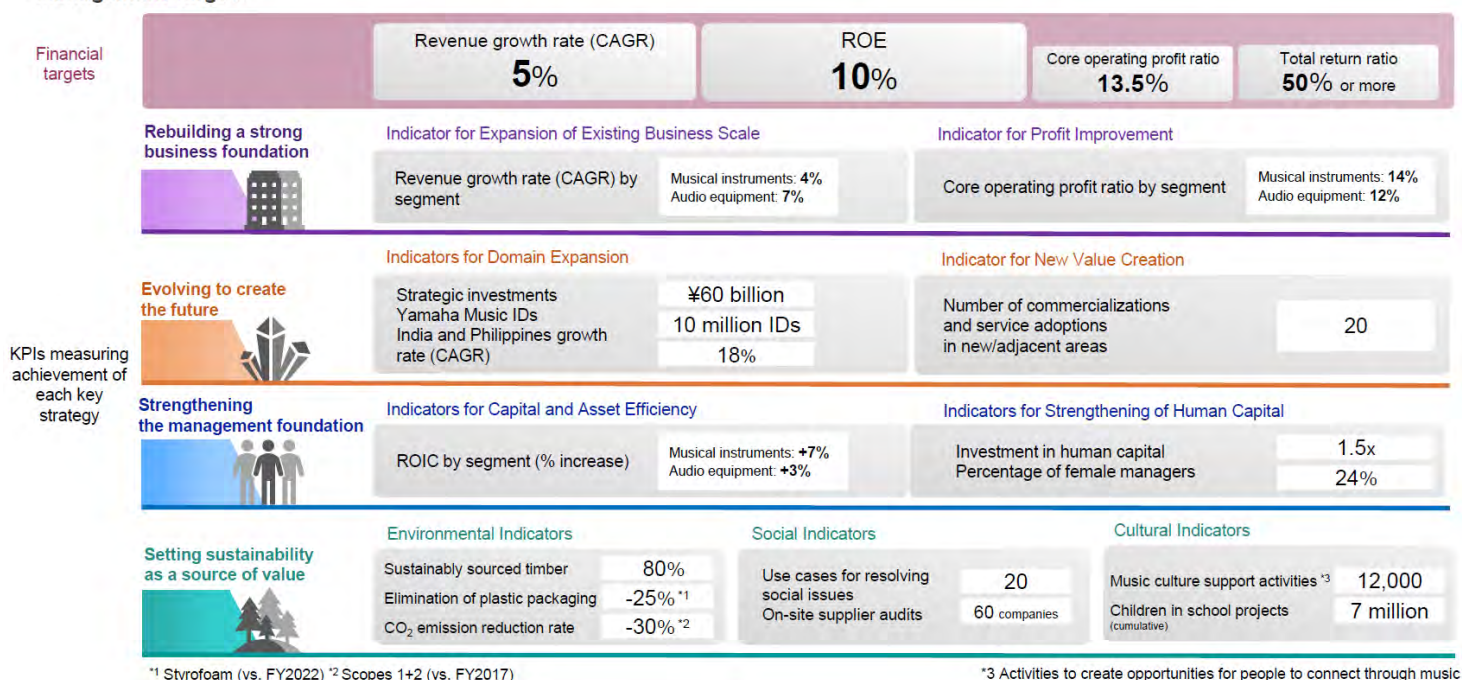 Financial
targets
Revenue growth rate (CAGR)
5%
ROE
10%
Core operating profit ratio
13.5%
Total return ratio
50% or more
KPIs measuring
achievement of
each key
strategy
Rebuilding a strong
business foundation
Indicator for Expansion of Existing Business Scale
Revenue growth rate (CAGR) by
segment
Musical instruments: 4%
Audio equipment: 7%
Indicator for Profit Improvement
Core operating profit ratio by segment
Musical instruments: 14%
Audio equipment: 12%
Evolving to create
the future
Indicators for Domain Expansion
Strategic investments
Yamaha Music IDs
India and Philippines growth
rate (CAGR)
¥60 billion
10 million IDs
18%
Indicator for New Value Creation
Number of commercializations
and service adoptions
in new/adjacent areas
20
Strengthening
the management foundation
Indicators for Capital and Asset Efficiency
ROIC by segment (% increase)
Musical instruments: +7%
Audio equipment: +3%
Indicators for Strengthening of Human Capital
Investment in human capital
Percentage of female managers
1.5x
24%
Setting sustainability
as a source of value
Environmental Indicators
Sustainably sourced timber 80%
Elimination of plastic packaging -25% *1
CO₂ emission reduction rate -30% *2
Social Indicators
Use cases for resolving
social issues
On-site supplier audits
20
60 companies
Cultural Indicators
Music culture support activities *3 12,000
Children in school projects 7 million
(cumulative)
*1 Styrofoam (vs. FY2022) *2 Scopes 1+2 (vs. FY2017)
*3 Activities to create opportunities for people to connect through music